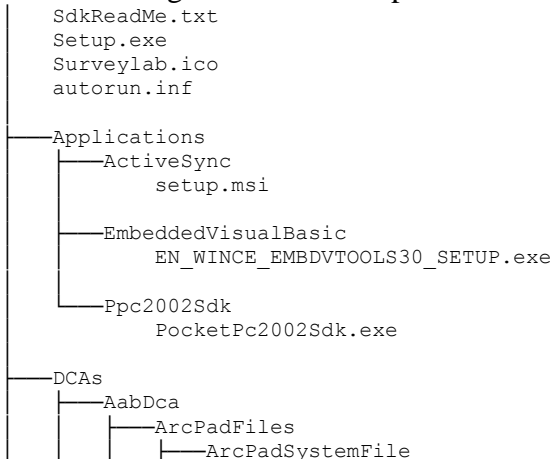 SdkReadMe.txt
Setup.exe
Surveylab.ico
autorun.inf
Applications
ActiveSync
setup.msi
EmbeddedVisualBasic
EN_WINCE_EMBDVTOOLS30_SETUP.exe
Ppc2002Sdk
PocketPc2002Sdk.exe
DCAs
AabDca
ArcPadFiles
ArcPadSystemFile